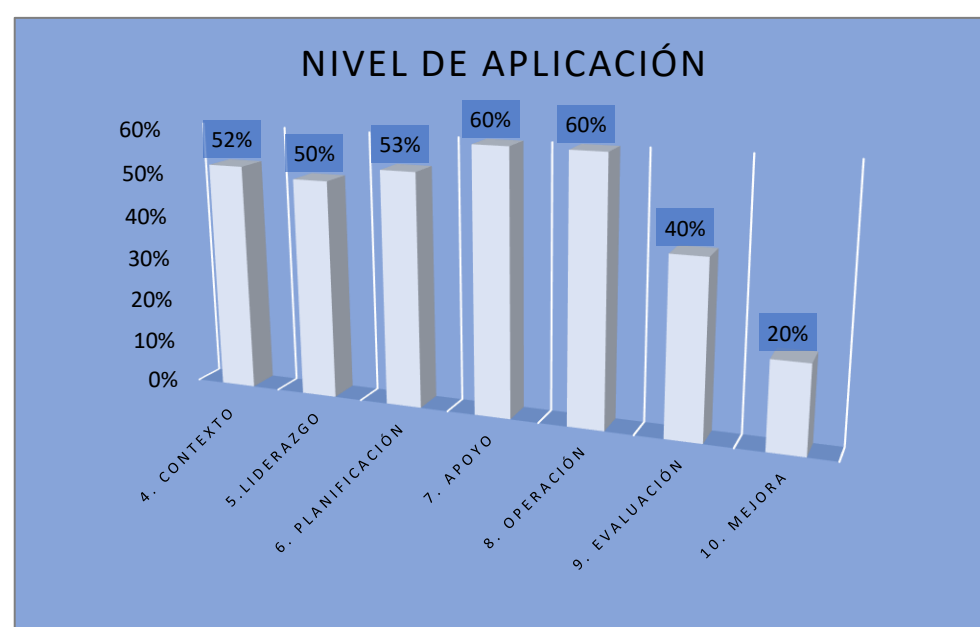 NIVEL DE APLICACIÓN
60%
50%
40%
30%
20%
10%
0%
52%
50%
53%
60%
60%
40%
20%
4. CONTEXTO
5.LIDERAZGO
6. PLANIFICACIÓN
7. APOYO
8. OPERACIÓN
9. EVALUACIÓN
10. MEJORA